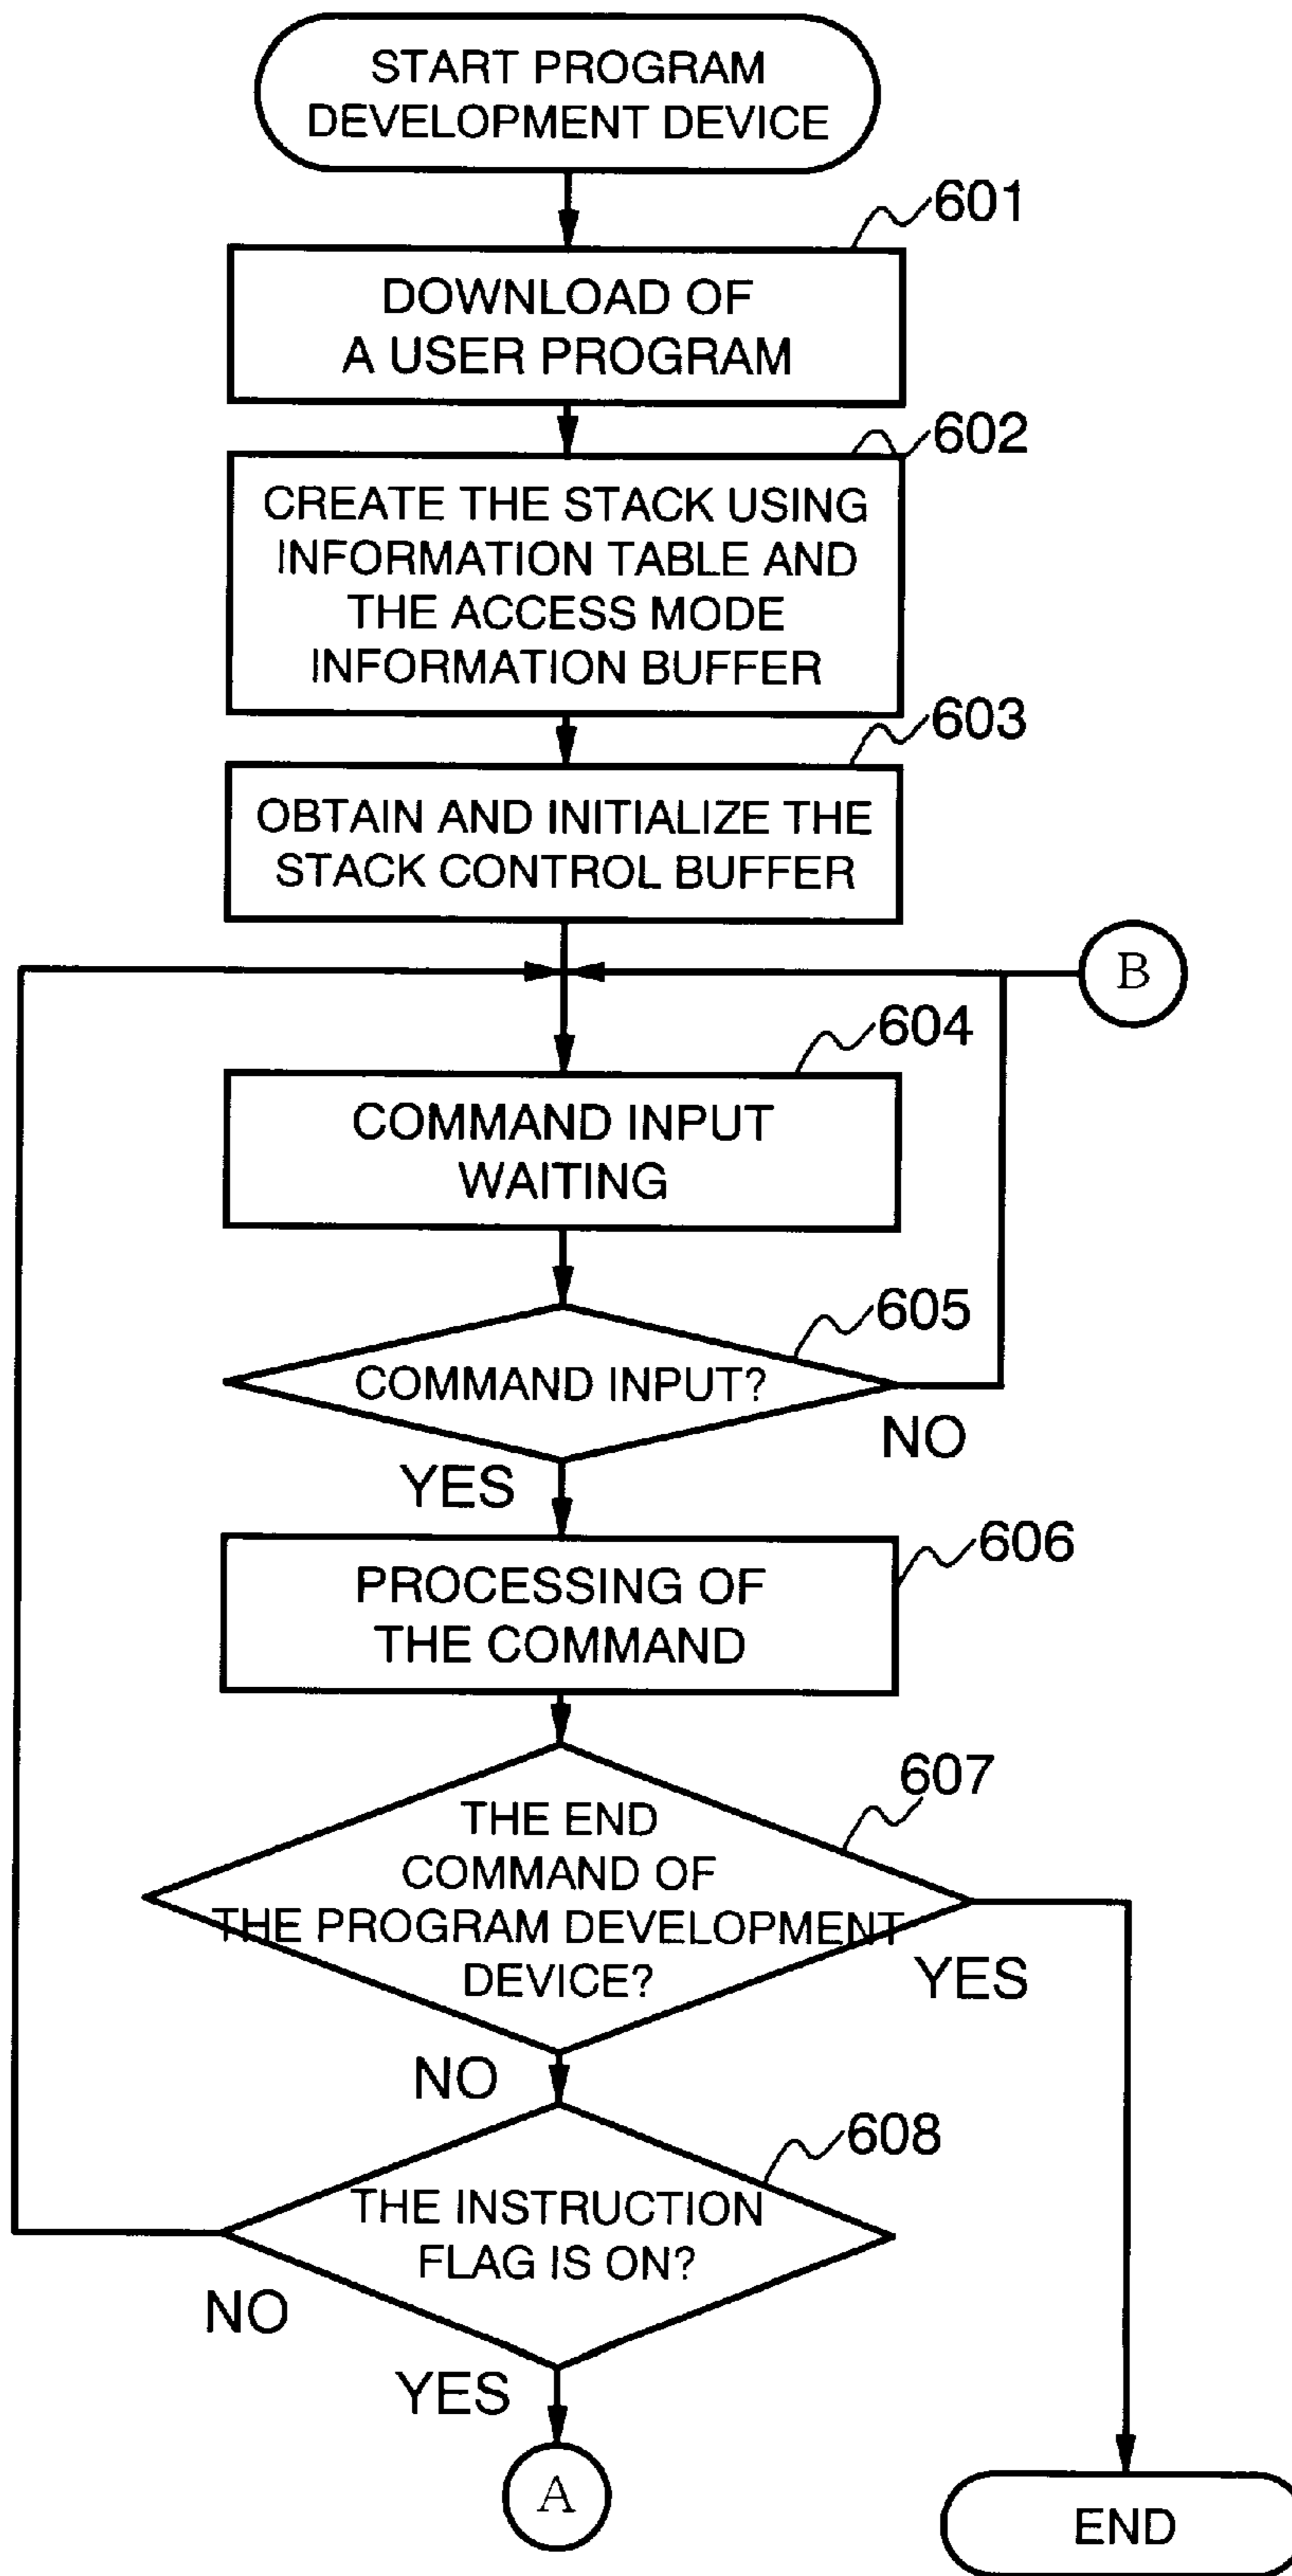 START PROGRAM
DEVELOPMENT DEVICE
601
DOWNLOAD OF
A USER PROGRAM
602
CREATE THE STACK USING
INFORMATION TABLE AND
THE ACCESS MODE
INFORMATION BUFFER
603
OBTAIN AND INITIALIZE THE
STACK CONTROL BUFFER
B
604
COMMAND INPUT
WAITING
605
COMMAND INPUT?
NO
YES
606
PROCESSING OF
THE COMMAND
607
THE END
COMMAND OF
THE PROGRAM DEVELOPMENT
DEVICE?
YES
NO
608
THE INSTRUCTION
FLAG IS ON?
NO
YES
A
END